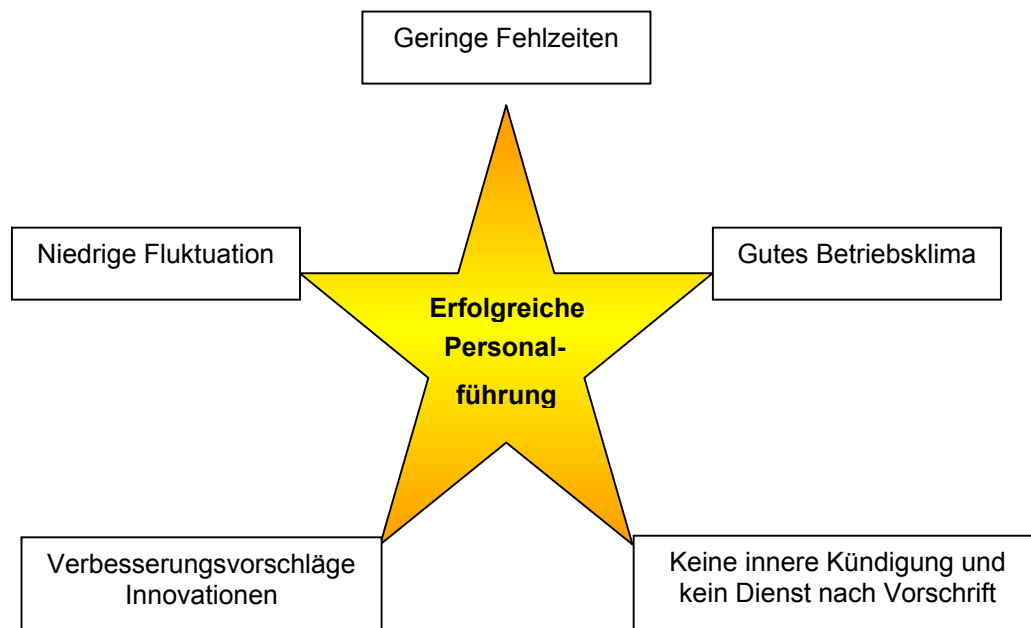 Geringe Fehlzeiten
Niedrige Fluktuation
Gutes Betriebsklima
Erfolgreiche
Personal-
führung
Verbesserungsvorschläge
Innovationen
Keine innere Kündigung und
kein Dienst nach Vorschrift